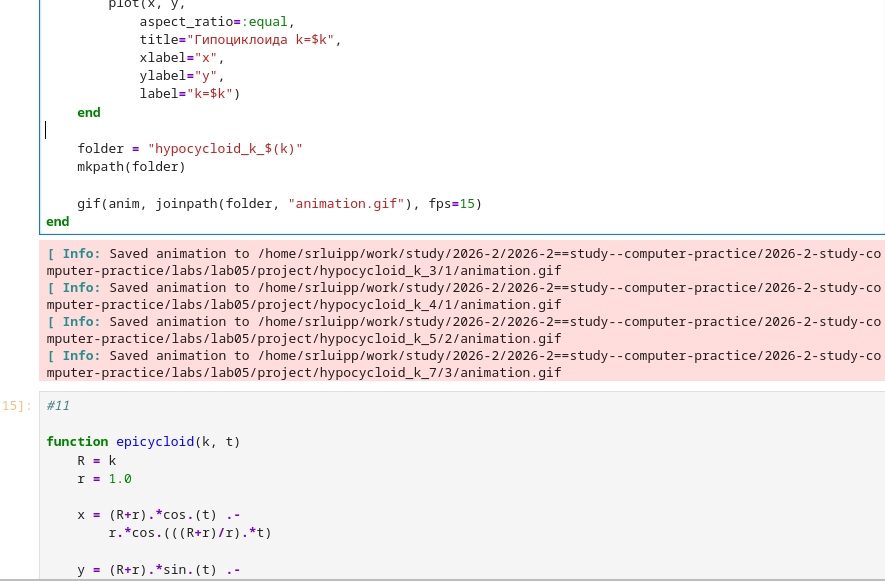 plot(x, y,
aspect_ratio=:equal,
title="Гипоциклоида k=$k",
xlabel="x",
ylabel="y",
label="k=$k")
end
folder = "hypocycloid_k_$(k)"
mkpath(folder)
gif(anim, joinpath(folder, "animation.gif"), fps=15)
end
[ Info: Saved animation to /home/srluipp/work/study/2026-2/2026-2==study--computer-practice/2026-2-study-co
mputer-practice/labs/lab05/project/hypocycloid_k_3/1/animation.gif
[ Info: Saved animation to /home/srluipp/work/study/2026-2/2026-2==study--computer-practice/2026-2-study-co
mputer-practice/labs/lab05/project/hypocycloid_k_4/1/animation.gif
[ Info: Saved animation to /home/srluipp/work/study/2026-2/2026-2==study--computer-practice/2026-2-study-co
mputer-practice/labs/lab05/project/hypocycloid_k_5/2/animation.gif
[ Info: Saved animation to /home/srluipp/work/study/2026-2/2026-2==study--computer-practice/2026-2-study-co
mputer-practice/labs/lab05/project/hypocycloid_k_7/3/animation.gif
15]: #11
function epicycloid(k, t)
R = k
r = 1.0
x = (R+r).*cos.(t) .-
r.*cos.(((R+r)/r).*t)
y = (R+r).*sin.(t) .-